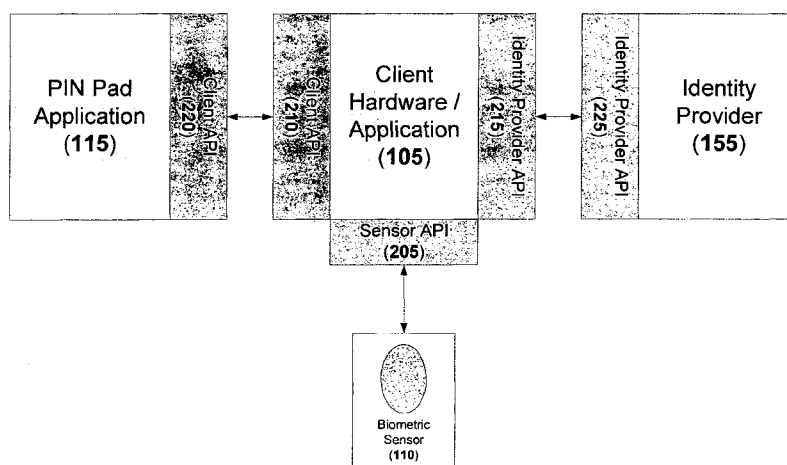 PIN Pad
Application
(115)
Client API
(220)
Client API
(210)
Client
Hardware /
Application
(105)
Identity Provider API
(215)
Identity Provider API
(225)
Identity
Provider
(155)
Sensor API
(205)
Biometric
Sensor
(110)